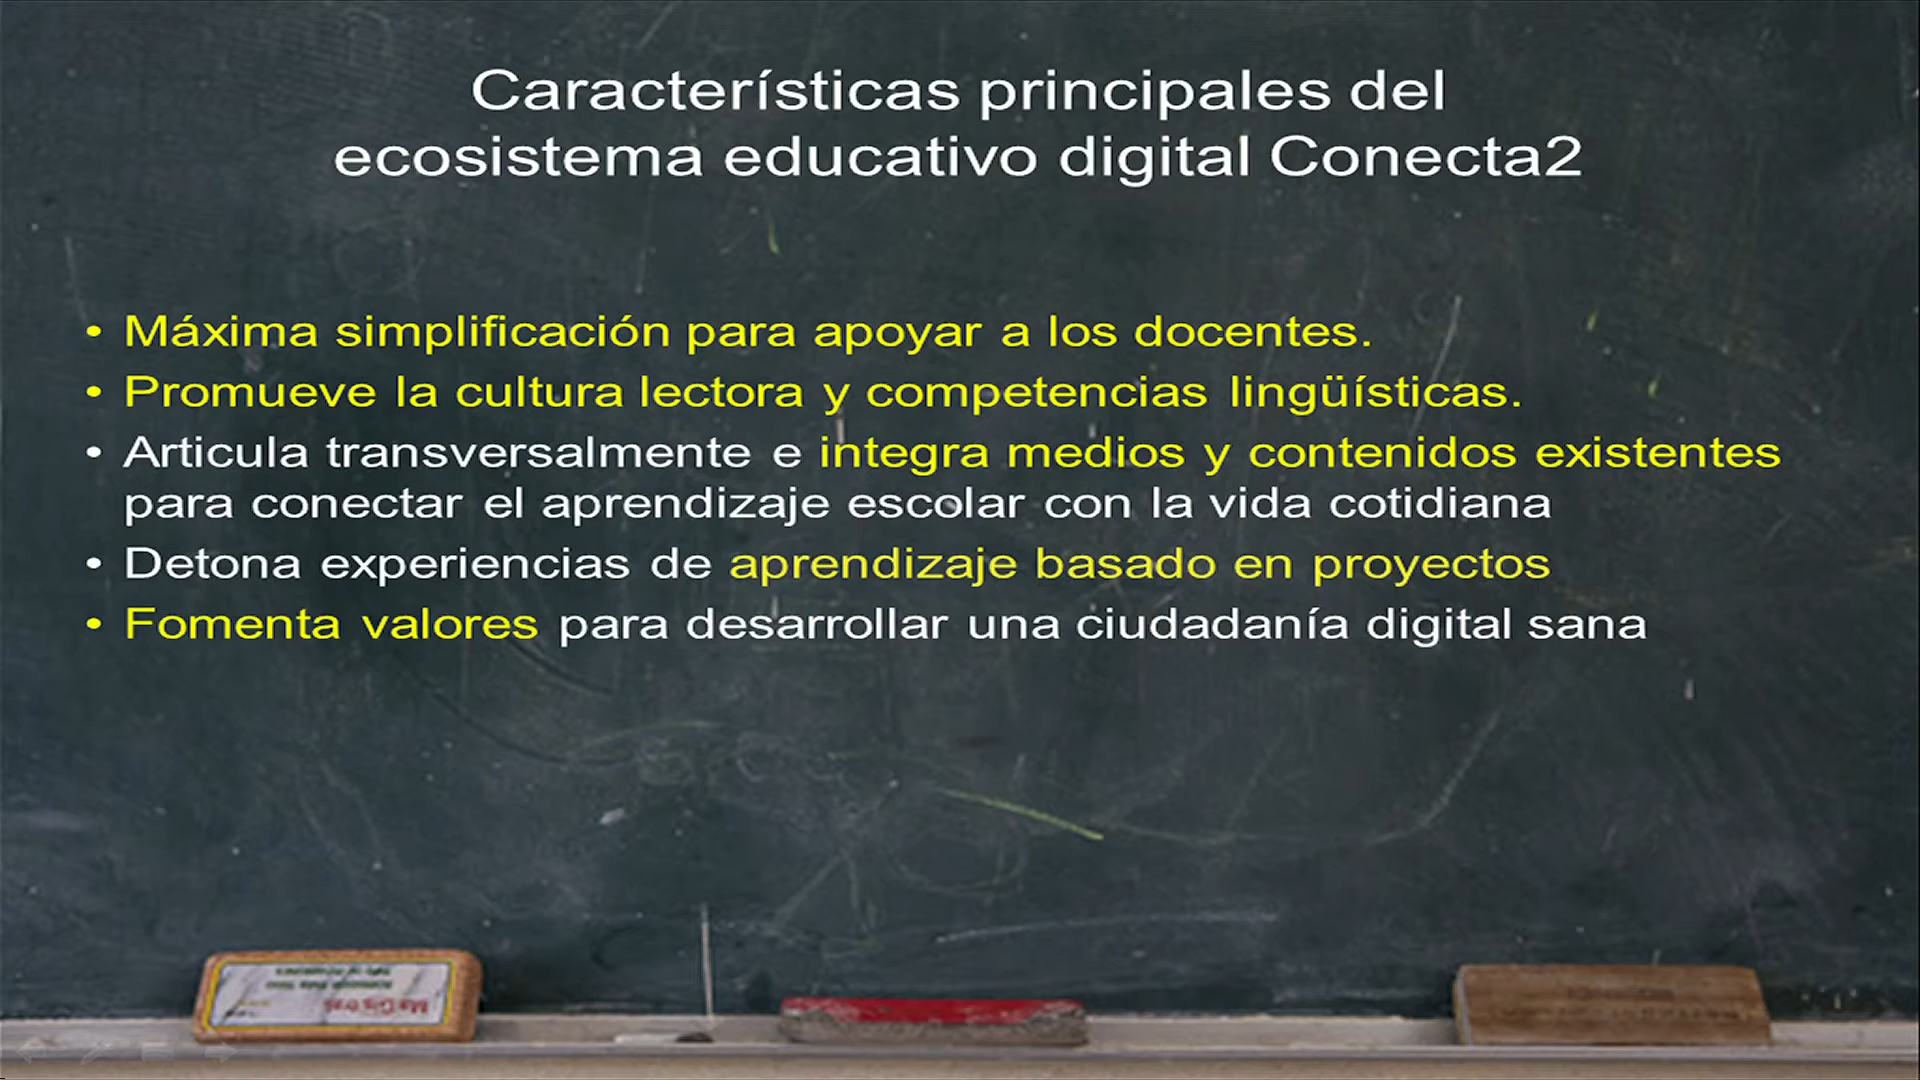 Características principales del
ecosistema educativo digital Conecta2
• Máxima simplificación para apoyar a los docentes.
• Promueve la cultura lectora y competencias lingüísticas.
• Articula transversalmente e integra medios y contenidos existentes
para conectar el aprendizaje escolar con la vida cotidiana
• Detona experiencias de aprendizaje basado en proyectos
• Fomenta valores para desarrollar una ciudadanía digital sana